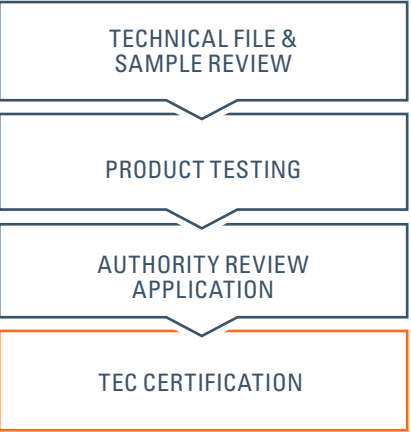 TECHNICAL FILE &
SAMPLE REVIEW
PRODUCT TESTING
AUTHORITY REVIEW
APPLICATION
TEC CERTIFICATION